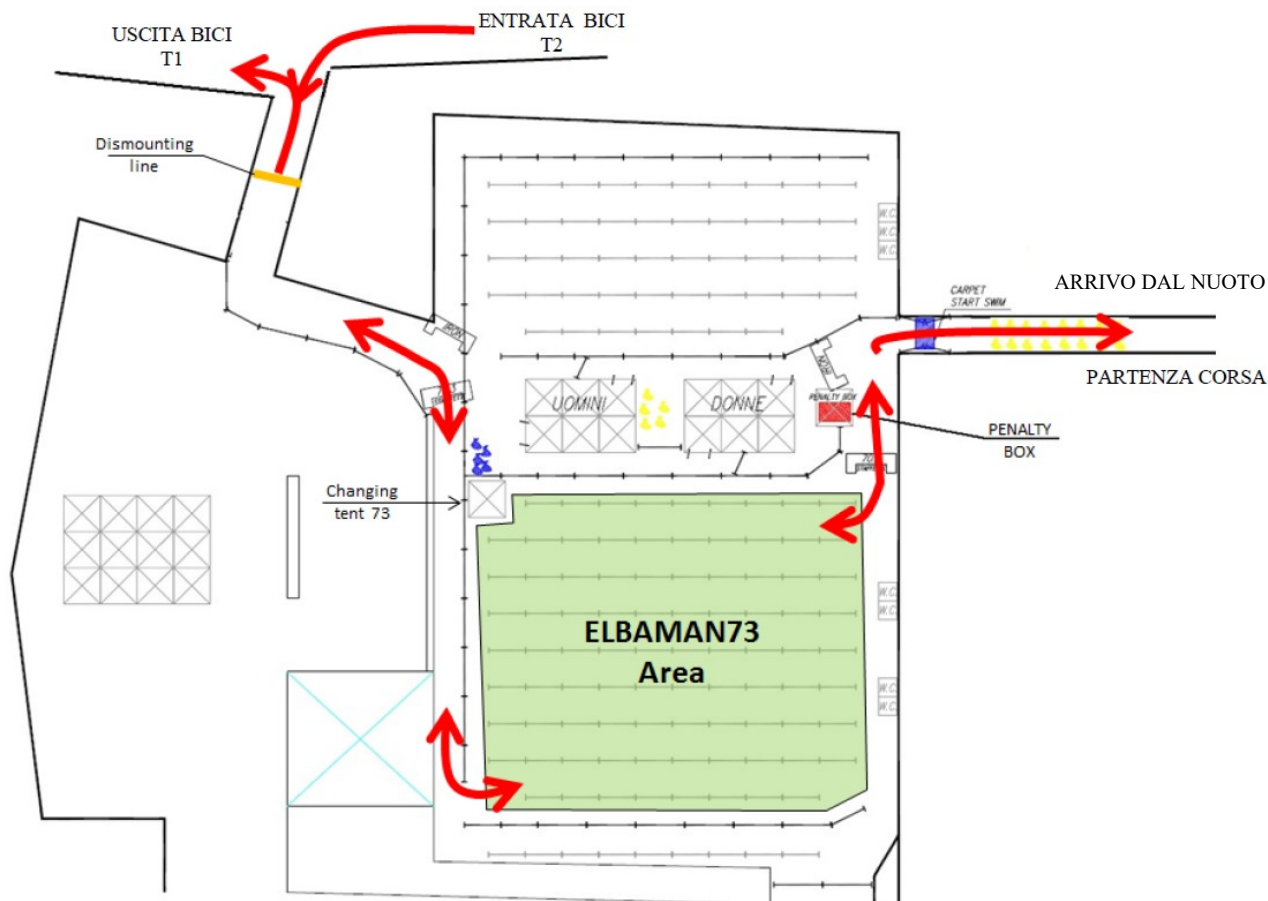 USCITA BICI
T1
ENTRATA BICI
T2
Dismounting
line
W.C.
W.C.
W.C.
CARPET
START SWIM
ARRIVO DAL NUOTO
PARTENZA CORSA
UOMINI
DONNE
PENALTY BOX
PENALTY
BOX
Changing
tent 73
ELBAMAN73
Area
W.C.
W.C.
W.C.
W.C.